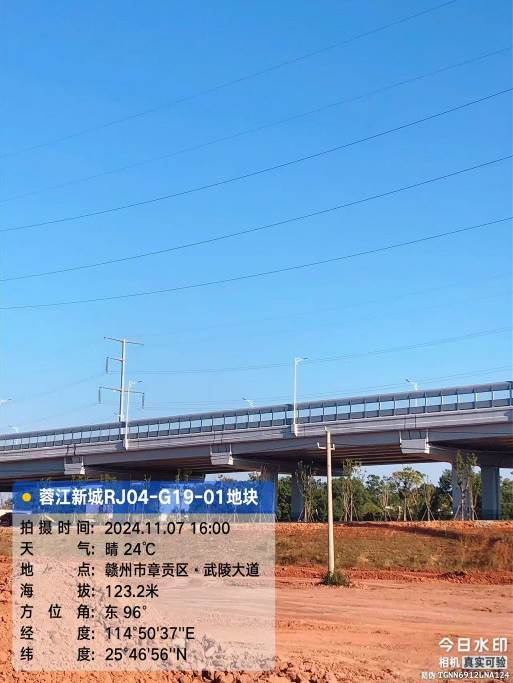 蓉江新城RJ04-G19-01地块
拍摄时间: 2024.11.07 16:00
天 气: 晴 24℃
地 点: 赣州市章贡区·武陵大道
海 拔: 123.2米
方位角: 东 96°
经 度: 114°50'37"E
纬 度: 25°46'56"N
今日水印
相机 真实可验
防伪 TGNN6912LNA124